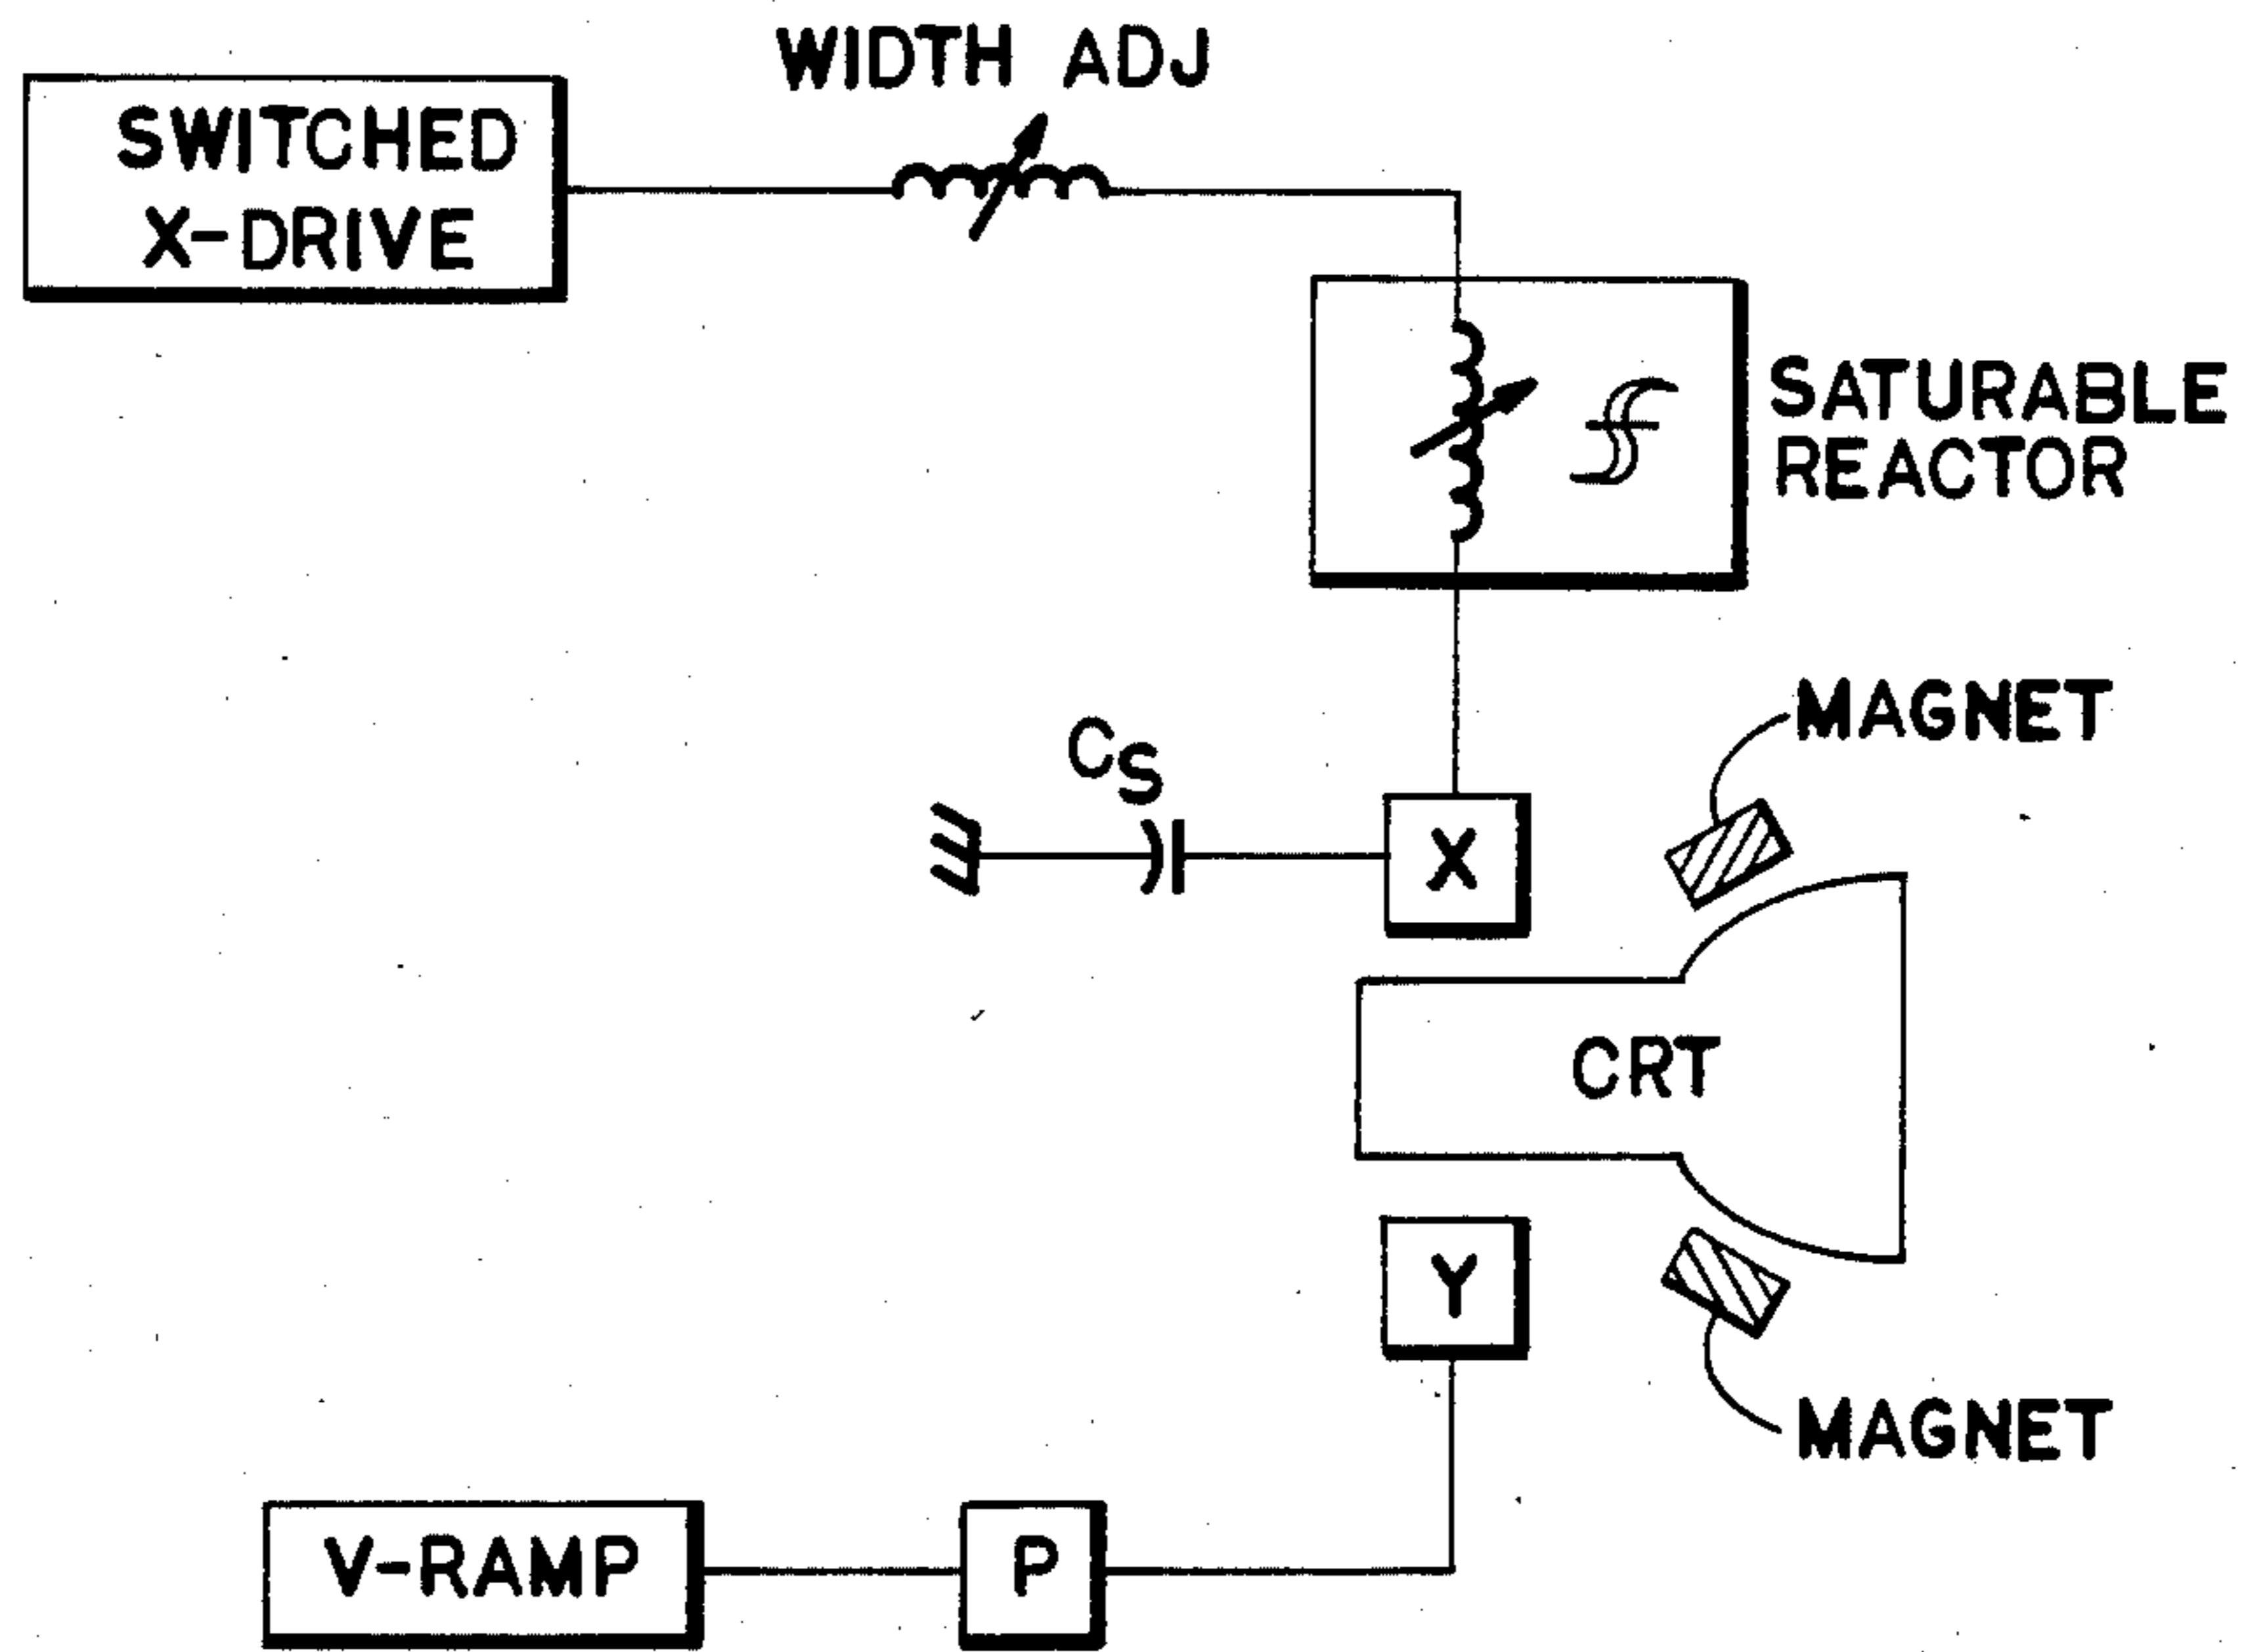 WIDTH ADJ
SWITCHED
X-DRIVE
SATURABLE
REACTOR
MAGNET
CS
X
CRT
Y
MAGNET
V-RAMP
P